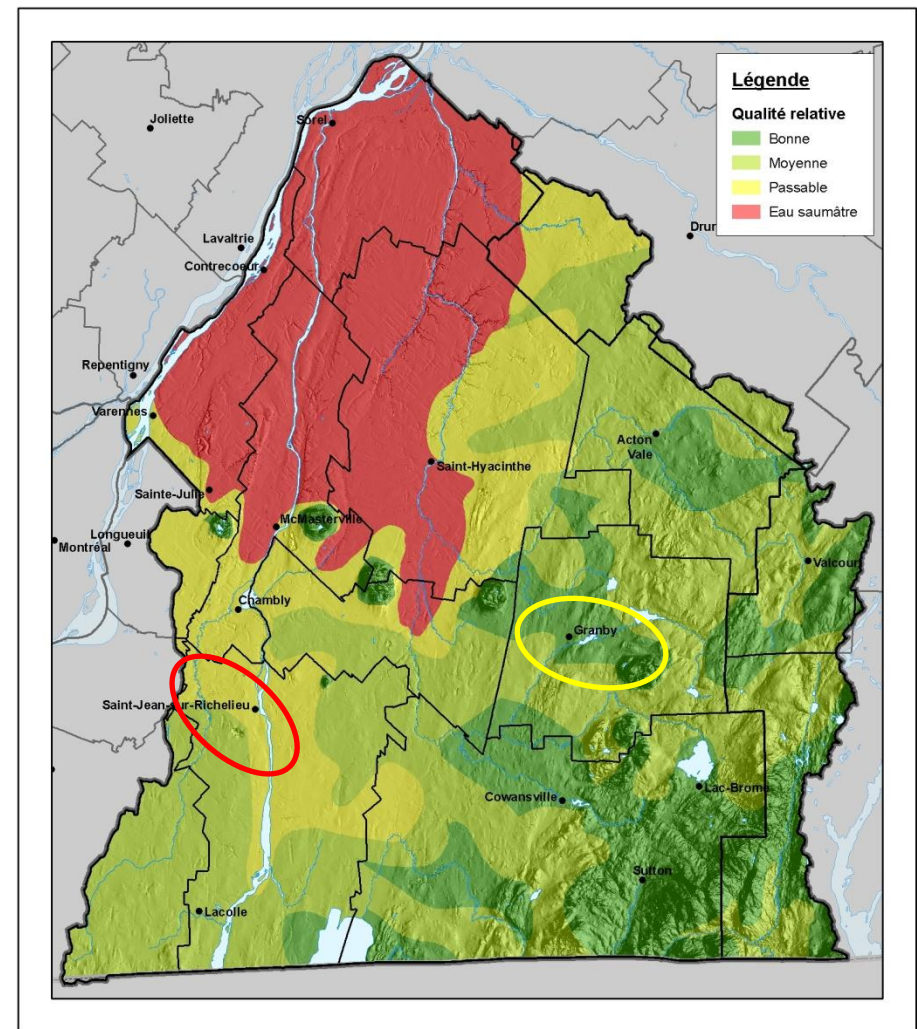 Légende
Qualité relative
Bonne
Moyenne
Passable
Eau saumâtre
Joliette
Sorel
Drur
Lavaltrie
Contrecoeur
Repentigny
Varennes
Acton
Vale
Saint-Hyacinthe
Sainte-Julie
McMasterville
Longueuil
Montréal
Valcour
Chambly
Granby
Saint-Jean-sur-Richelieu
Lac-Brome
Cowansville
Sutton
Lacolle